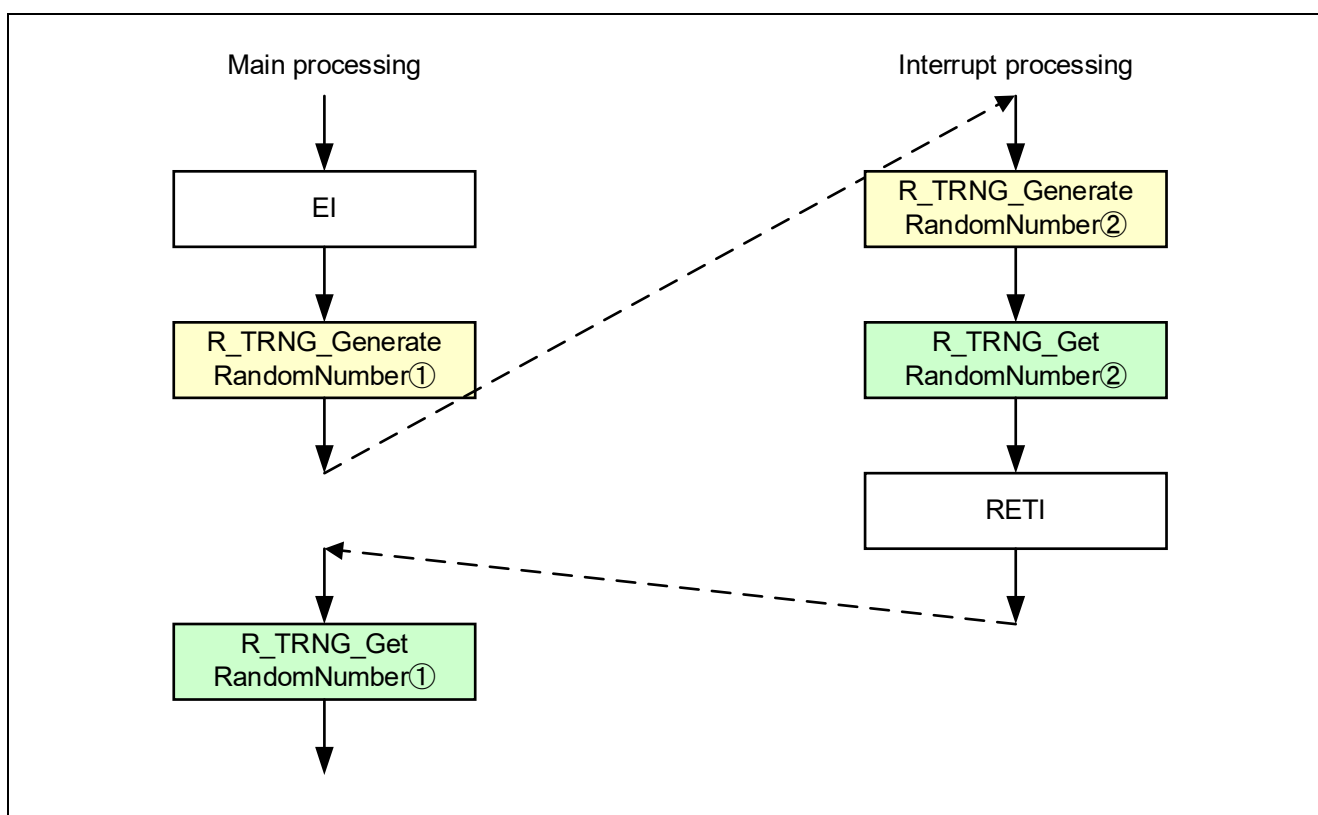 Main processing
EI
R_TRNG_Generate
RandomNumber①
R_TRNG_Get
RandomNumber①
Interrupt processing
R_TRNG_Generate
RandomNumber②
R_TRNG_Get
RandomNumber②
RETI